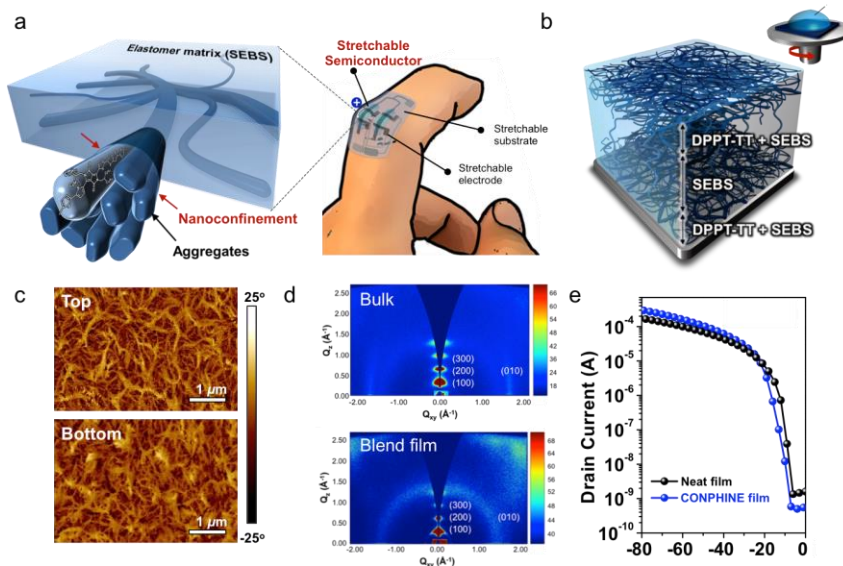 a
Elastomer matrix (SEBS)
Nanoconfinement
Aggregates
Stretchable
Semiconductor
+
Stretchable
substrate
Stretchable
electrode
b
DPPT-TT + SEBS
SEBS
DPPT-TT + SEBS
c
Top
1 µm
Bottom
1 µm
25°
-25°
d
Bulk
2.50
2.00
1.50
1.00
0.50
0.00
Qz (Å-1)
(300)
(200)
(100)
(010)
-2.00
-1.00
0.00
1.00
2.00
Qxy (Å-1)
66
60
54
48
42
36
30
24
18
12
Blend film
2.50
2.00
1.50
1.00
0.50
0.00
Qz (Å-1)
(300)
(200)
(100)
(010)
-2.00
-1.00
0.00
1.00
2.00
Qxy (Å-1)
68
64
60
56
52
48
44
40
36
e
Drain Current (A)
10-4
10-5
10-6
10-7
10-8
10-9
10-10
Neat film
CONPHINE film
-80
-60
-40
-20
0